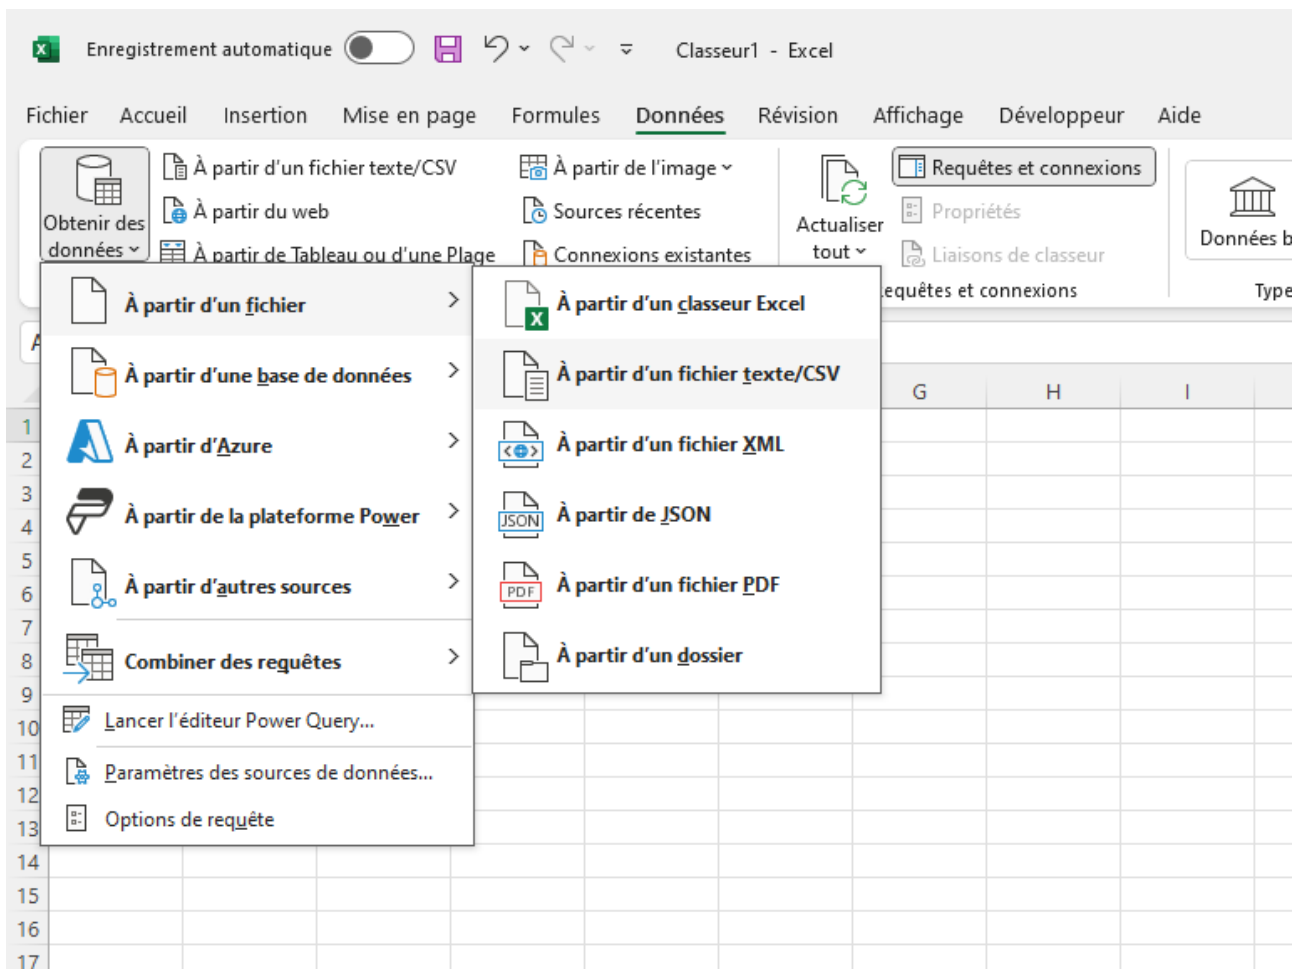 Enregistrement automatique
Classeur1 - Excel
Fichier Accueil Insertion Mise en page Formules Données Révision Affichage Développeur Aide
Obtenir des
données
À partir d'un fichier texte/CSV
À partir du web
À partir de Tableau ou d'une Plage
À partir de l'image
Sources récentes
Connexions existantes
Actualiser
tout
Requêtes et connexions
Propriétés
Liaisons de classeur
equêtes et connexions
Données b
Type
À partir d'un fichier
À partir d'une base de données
À partir d'Azure
À partir de la plateforme Power
À partir d'autres sources
Combiner des requêtes
Lancer l'éditeur Power Query...
Paramètres des sources de données...
Options de requête
À partir d'un classeur Excel
À partir d'un fichier texte/CSV
XML
À partir d'un fichier XML
JSON
À partir de JSON
PDF
À partir d'un fichier PDF
À partir d'un dossier
G H I
1
2
3
4
5
6
7
8
9
10
11
12
13
14
15
16
17